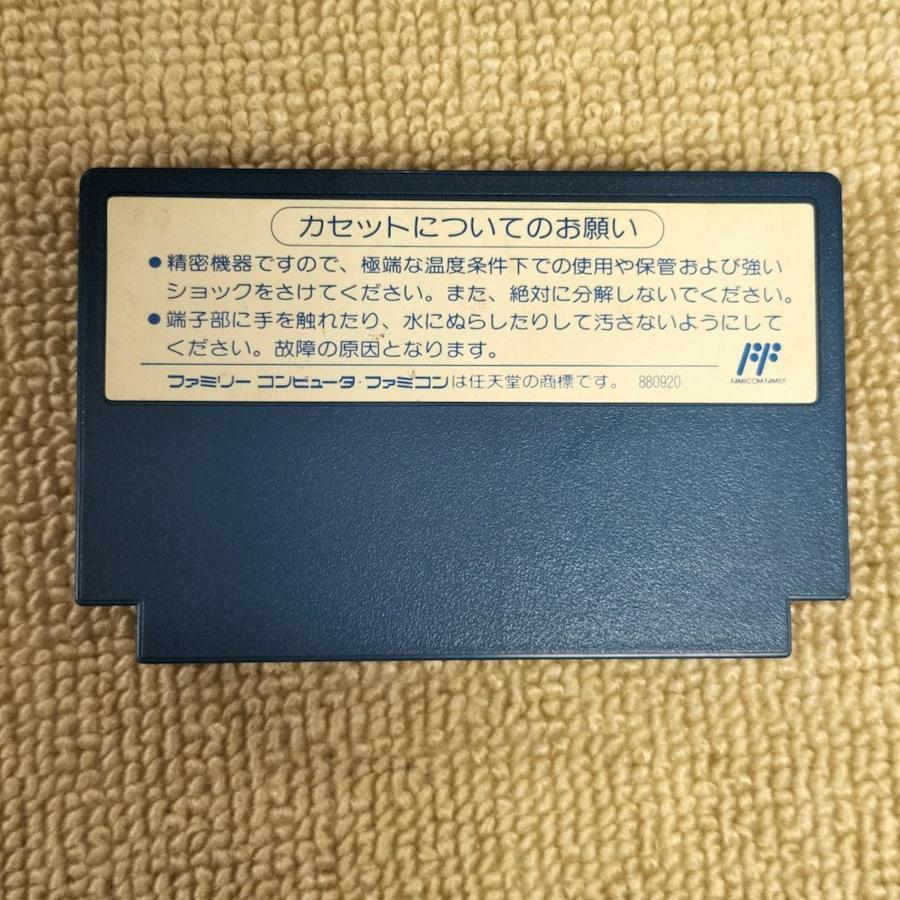 カセットについてのお願い
●精密機器ですので、極端な温度条件下での使用や保管および強い
ショックをさけてください。また、絶対に分解しないでください。
●端子部に手を触れたり、水にぬらしたりして汚さないようにして
ください。故障の原因となります。
ファミリー コンピュータ・ファミコンは任天堂の商標です。 880920
FF
FAMICOM FAMILY